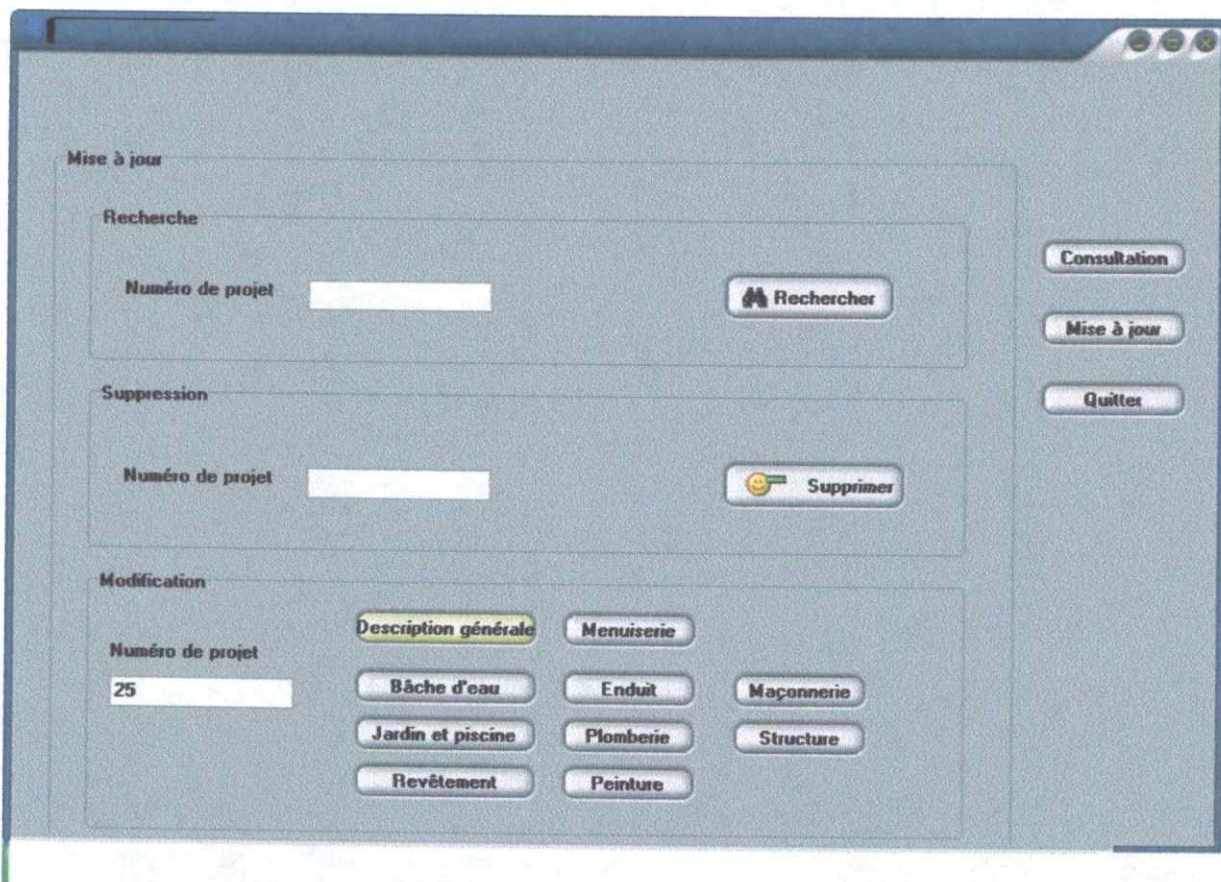 Mise à jour
Recherche
Numéro de projet
Rechercher
Consultation
Mise à jour
Quitter
Suppression
Numéro de projet
Supprimer
Modification
Numéro de projet
25
Description générale
Menuiserie
Bâche d'eau
Enduit
Maçonnerie
Jardin et piscine
Plomberie
Structure
Revêtement
Peinture